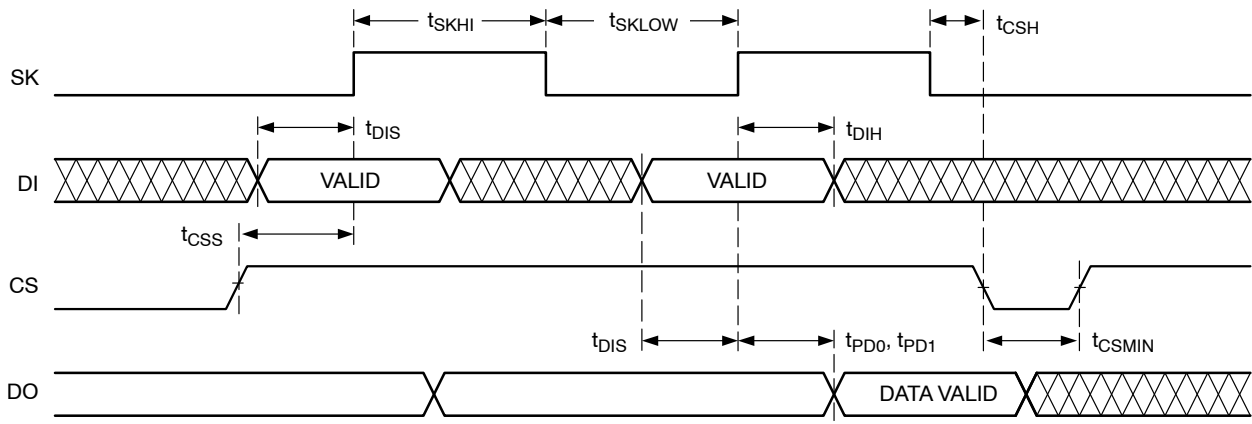 tSKHI tSKLOW tCSH
SK
tDIS tDIH
DI VALID VALID
tCSS
CS
tDIS tPD0, tPD1 tCSMIN
DO DATA VALID